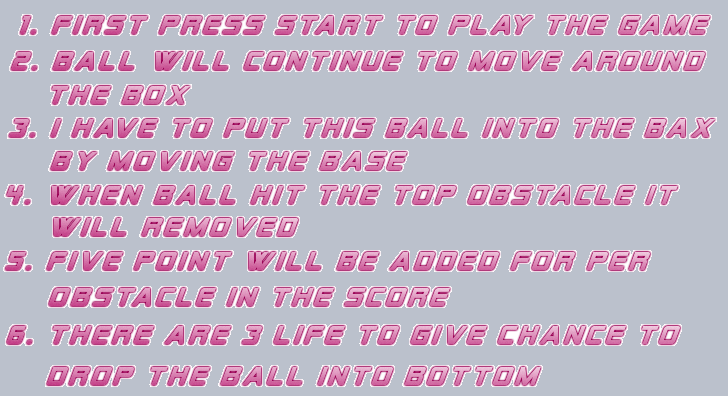 1. FIRST PRESS START TO PLAY THE GAME
2. BALL WILL CONTINUE TO MOVE AROUND
THE BOX
3. I HAVE TO PUT THIS BALL INTO THE BAX
BY MOVING THE BASE
4. WHEN BALL HIT THE TOP OBSTACLE IT
WILL REMOVED
5. FIVE POINT WILL BE ADDED FOR PER
OBSTACLE IN THE SCORE
6. THERE ARE 3 LIFE TO GIVE CHANCE TO
DROP THE BALL INTO BOTTOM